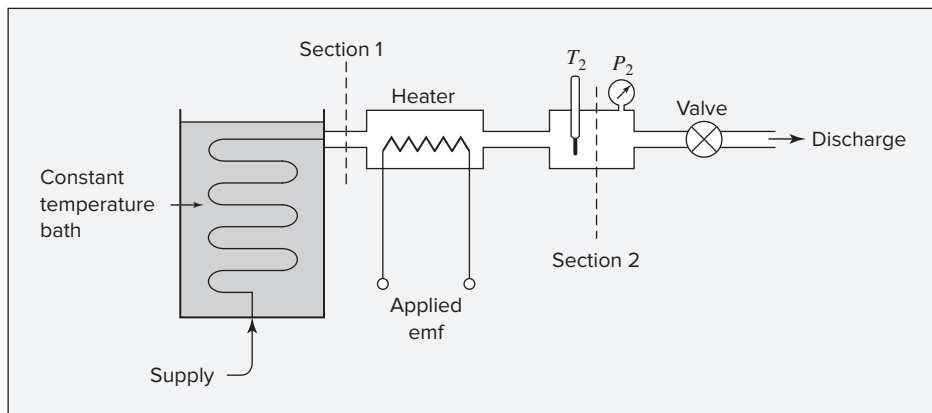 Section 1
T₂
P₂
Heater
Valve
Discharge
Constant
temperature
bath
Section 2
Applied
emf
Supply